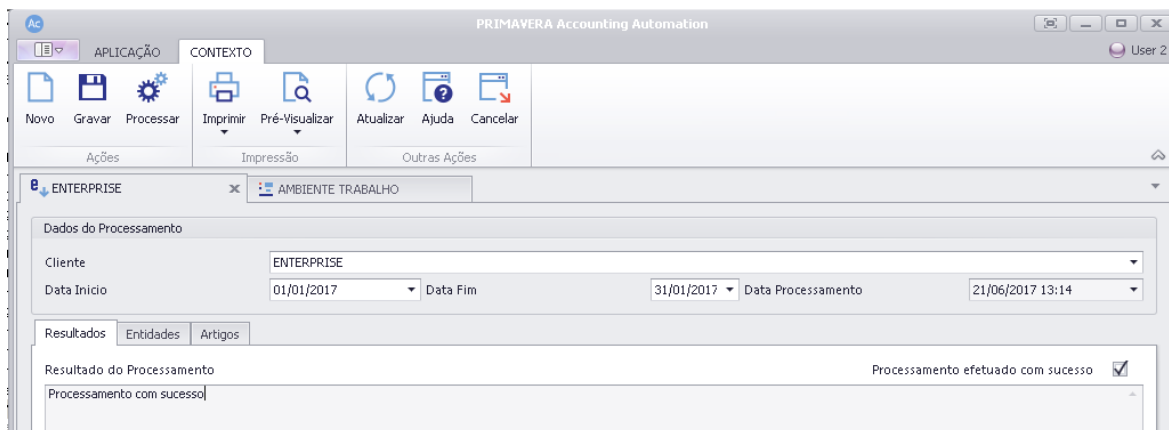 Ac PRIMAVERA Accounting Automation
APLICAÇÃO CONTEXTO User 2
Novo Gravar Processar Imprimir Pré-Visualizar Atualizar Ajuda Cancelar
Ações Impressão Outras Ações
ENTERPRISE AMBIENTE TRABALHO
Dados do Processamento
Cliente ENTERPRISE
Data Inicio 01/01/2017 Data Fim 31/01/2017 Data Processamento 21/06/2017 13:14
Resultados Entidades Artigos
Resultado do Processamento Processamento efetuado com sucesso
Processamento com sucesso